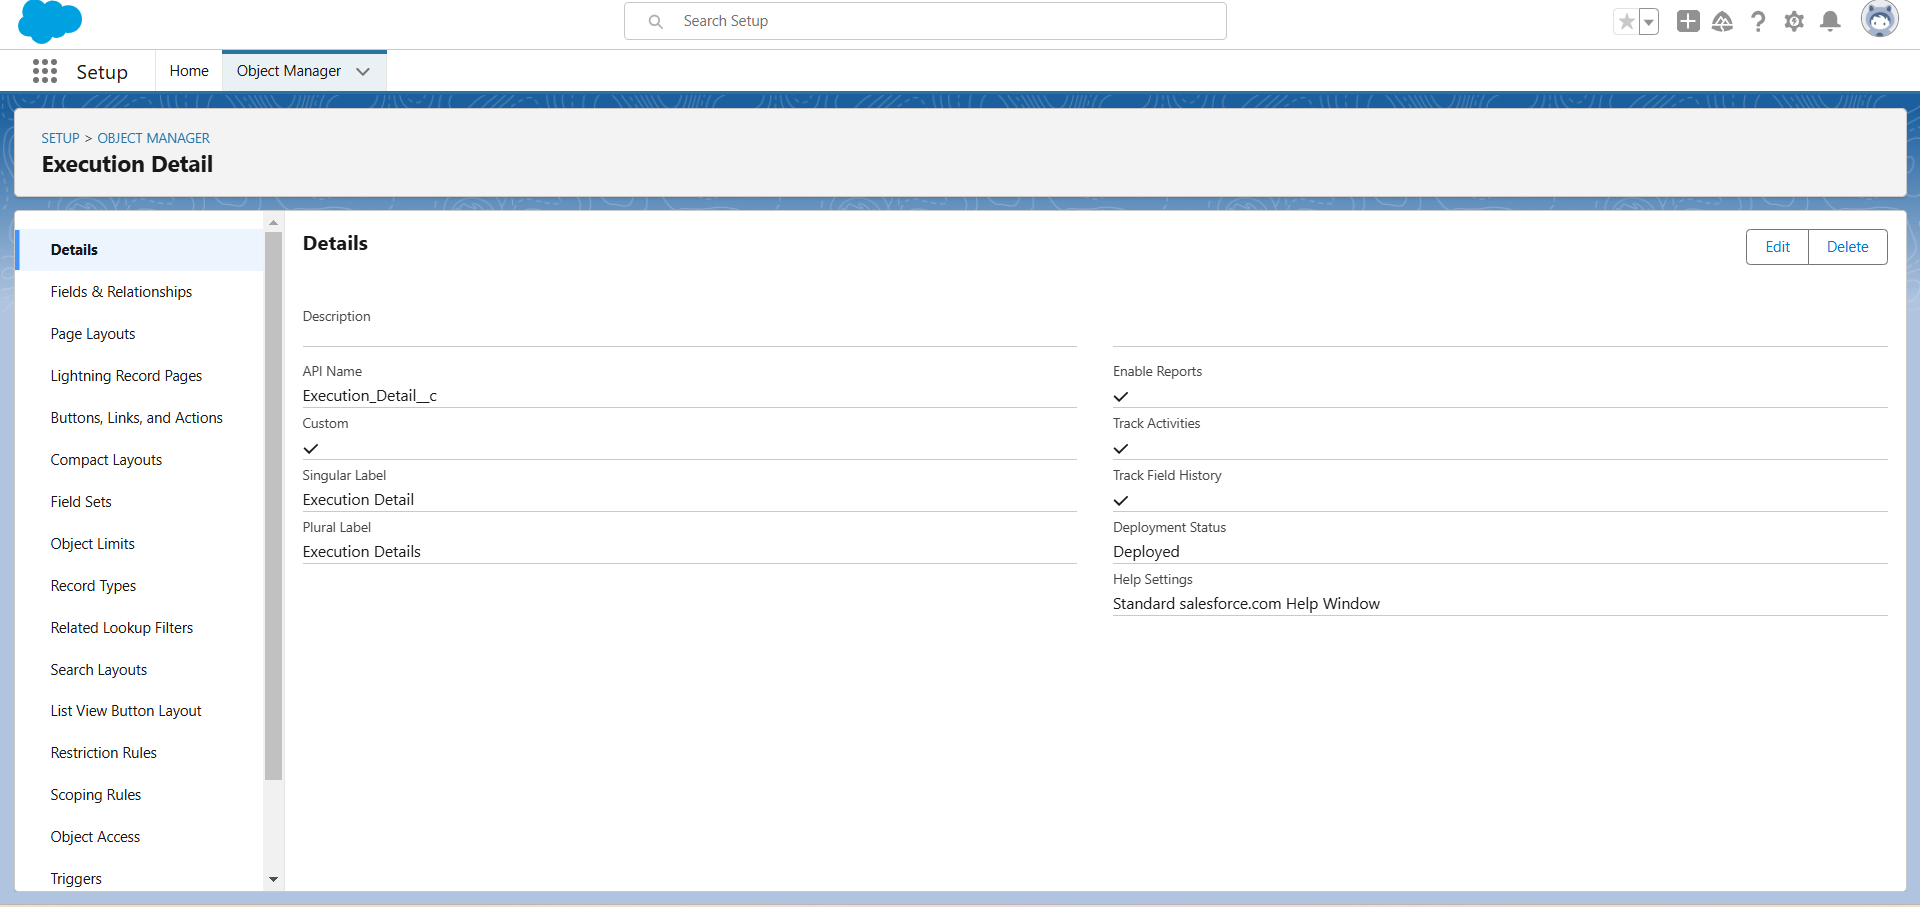 Search Setup
Setup
Home
Object Manager
SETUP > OBJECT MANAGER
Execution Detail
Details
Fields & Relationships
Page Layouts
Lightning Record Pages
Buttons, Links, and Actions
Compact Layouts
Field Sets
Object Limits
Record Types
Related Lookup Filters
Search Layouts
List View Button Layout
Restriction Rules
Scoping Rules
Object Access
Triggers
Details
Edit
Delete
Description
API Name
Execution_Detail__c
Custom
Singular Label
Execution Detail
Plural Label
Execution Details
Enable Reports
Track Activities
Track Field History
Deployment Status
Deployed
Help Settings
Standard salesforce.com Help Window